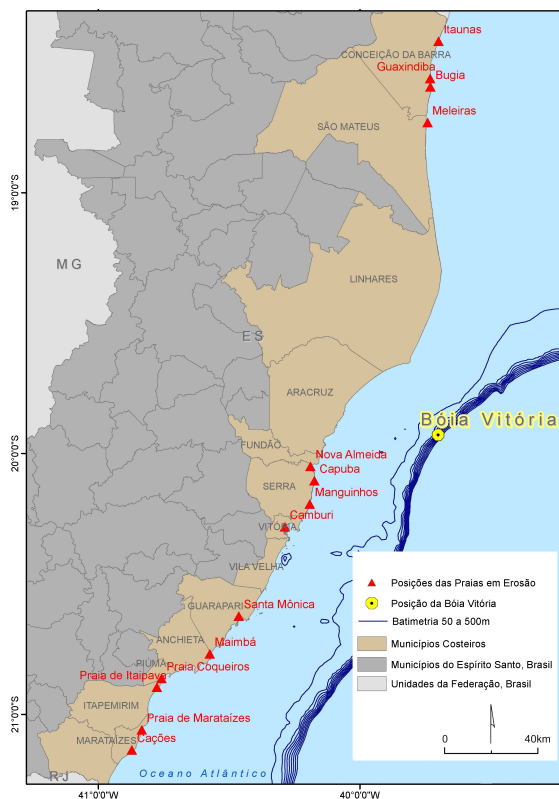 Itaunas
CONCEIÇÃO DA BARRA
Guaxindiba
Bugia
Meleiras
SÃO MATEUS
19°0'0"S
MG
LINHARES
ES
ARACRUZ
Bóia Vitória
FUNDÃO
20°0'0"S
Nova Almeida
Capuba
SERRA
Manguinhos
Camburi
VITÓRIA
VILA VELHA
GUARAPARI
Santa Mônica
ANCHIETA
Maimbá
PIÚMA
Praia Coqueiros
Praia de Itaipava
ITAPEMIRIM
21°0'0"S
Praia de Marataízes
MARATAÍZES
Cações
RJ
Oceano Atlântico
Posições das Praias em Erosão
Posição da Bóia Vitória
Batimetria 50 a 500m
Municípios Costeiros
Municípios do Espírito Santo, Brasil
Unidades da Federação, Brasil
0 40km
41°0'0"W 40°0'0"W